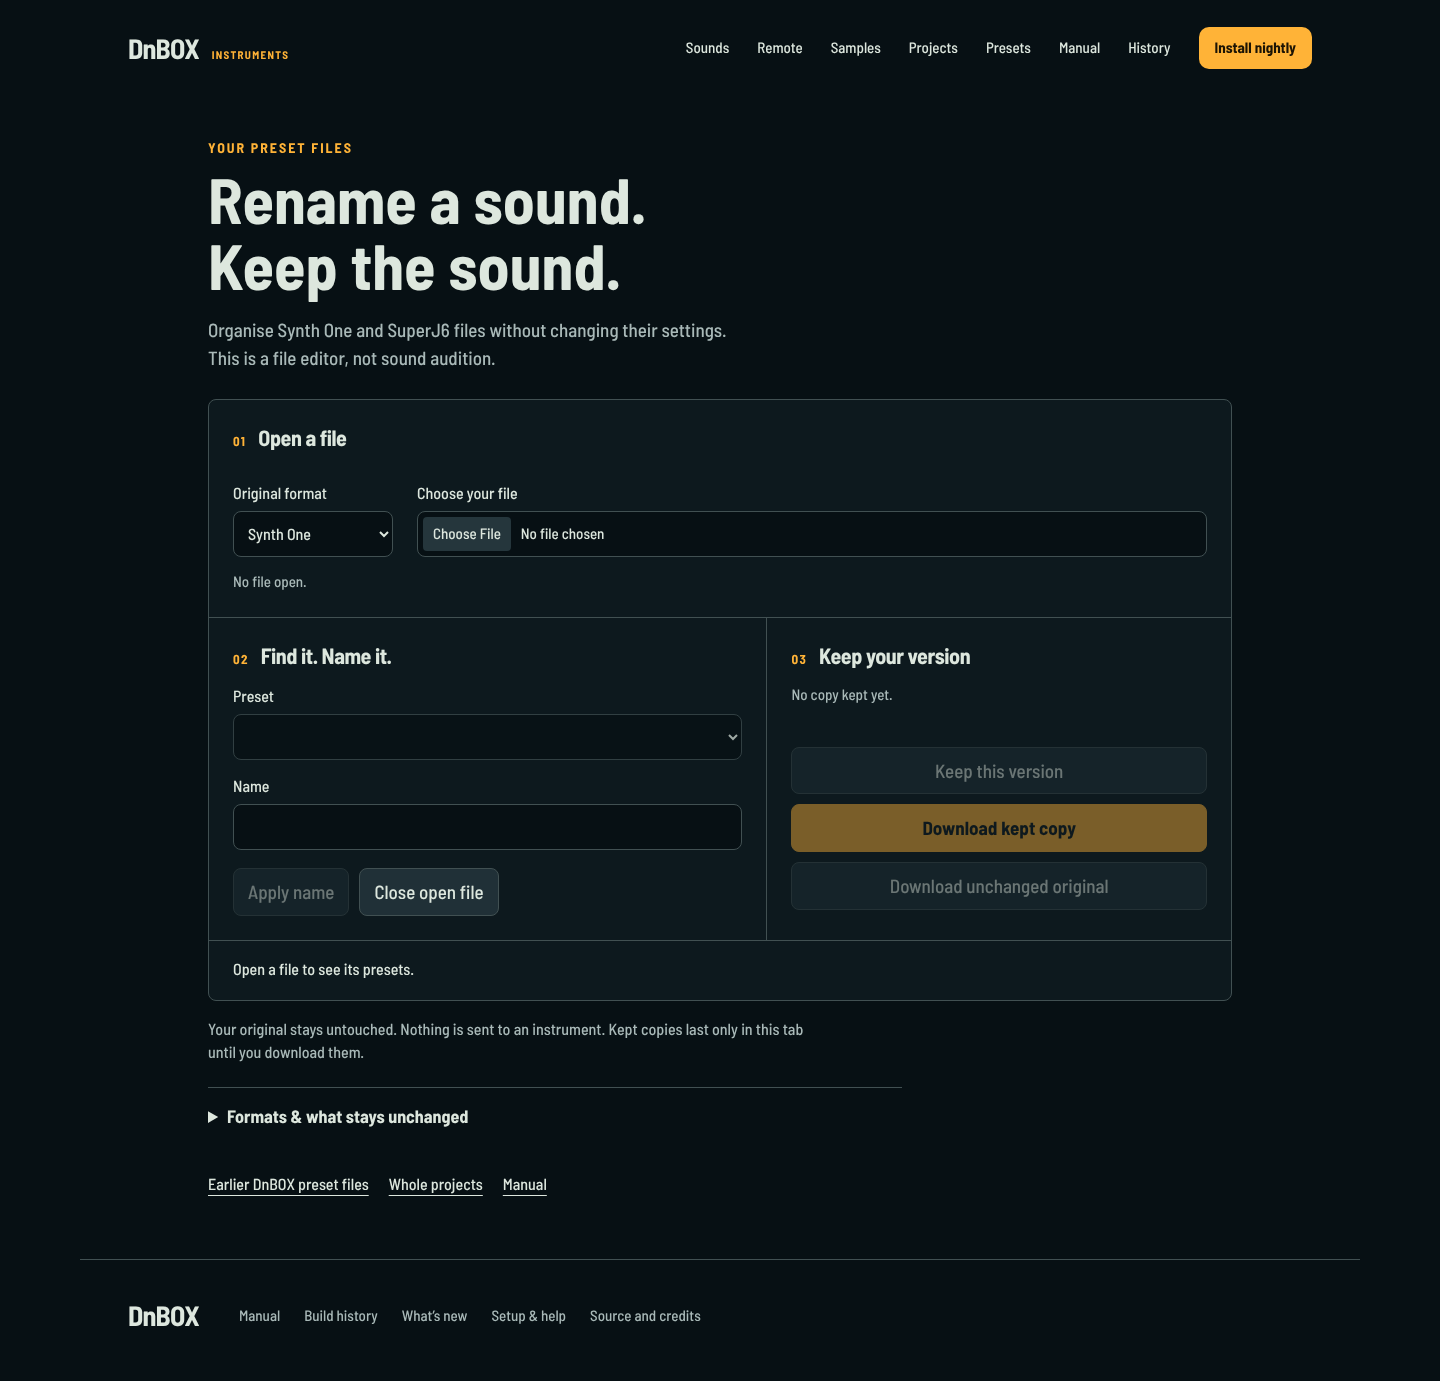 DnBOX INSTRUMENTS
Sounds Remote Samples Projects Presets Manual History Install nightly
YOUR PRESET FILES
Rename a sound.
Keep the sound.
Organise Synth One and SuperJ6 files without changing their settings.
This is a file editor, not sound audition.
01 Open a file
Original format
Choose your file
Synth One
Choose File No file chosen
No file open.
02 Find it. Name it.
Preset
Name
Apply name Close open file
03 Keep your version
No copy kept yet.
Keep this version
Download kept copy
Download unchanged original
Open a file to see its presets.
Your original stays untouched. Nothing is sent to an instrument. Kept copies last only in this tab
until you download them.
Formats & what stays unchanged
Earlier DnBOX preset files Whole projects Manual
DnBOX Manual Build history What's new Setup & help Source and credits